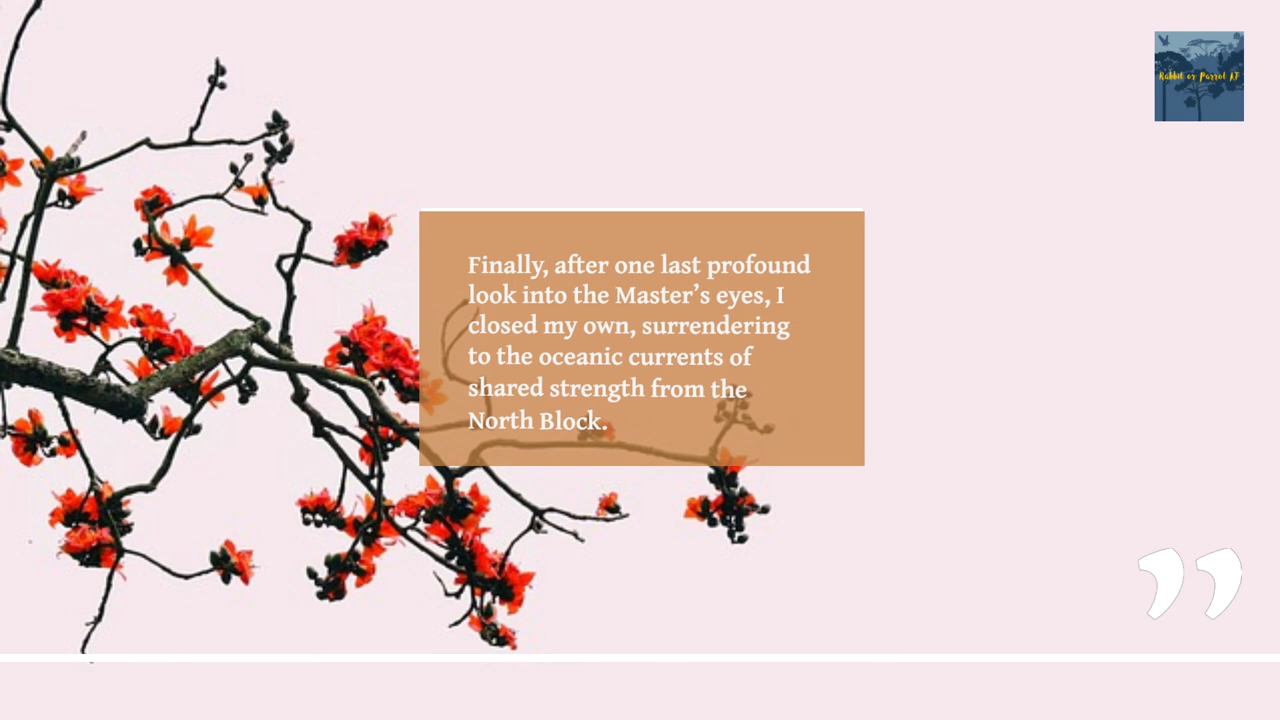 Rabbit or Parrot AF
Finally, after one last profound
look into the Master’s eyes, I
closed my own, surrendering
to the oceanic currents of
shared strength from the
North Block.
”